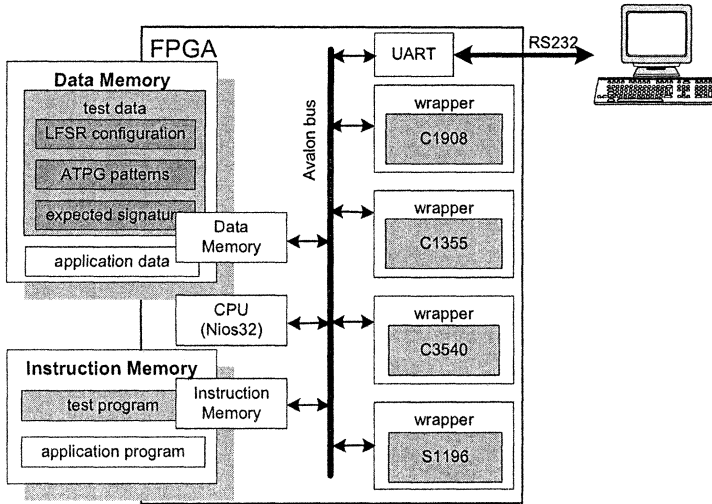 FPGA
UART
RS232
Data Memory
test data
LFSR configuration
ATPG patterns
expected signature
application data
Data
Memory
CPU
(Nios32)
Instruction Memory
test program
application program
Instruction
Memory
Avalon bus
wrapper
C1908
wrapper
C1355
wrapper
C3540
wrapper
S1196